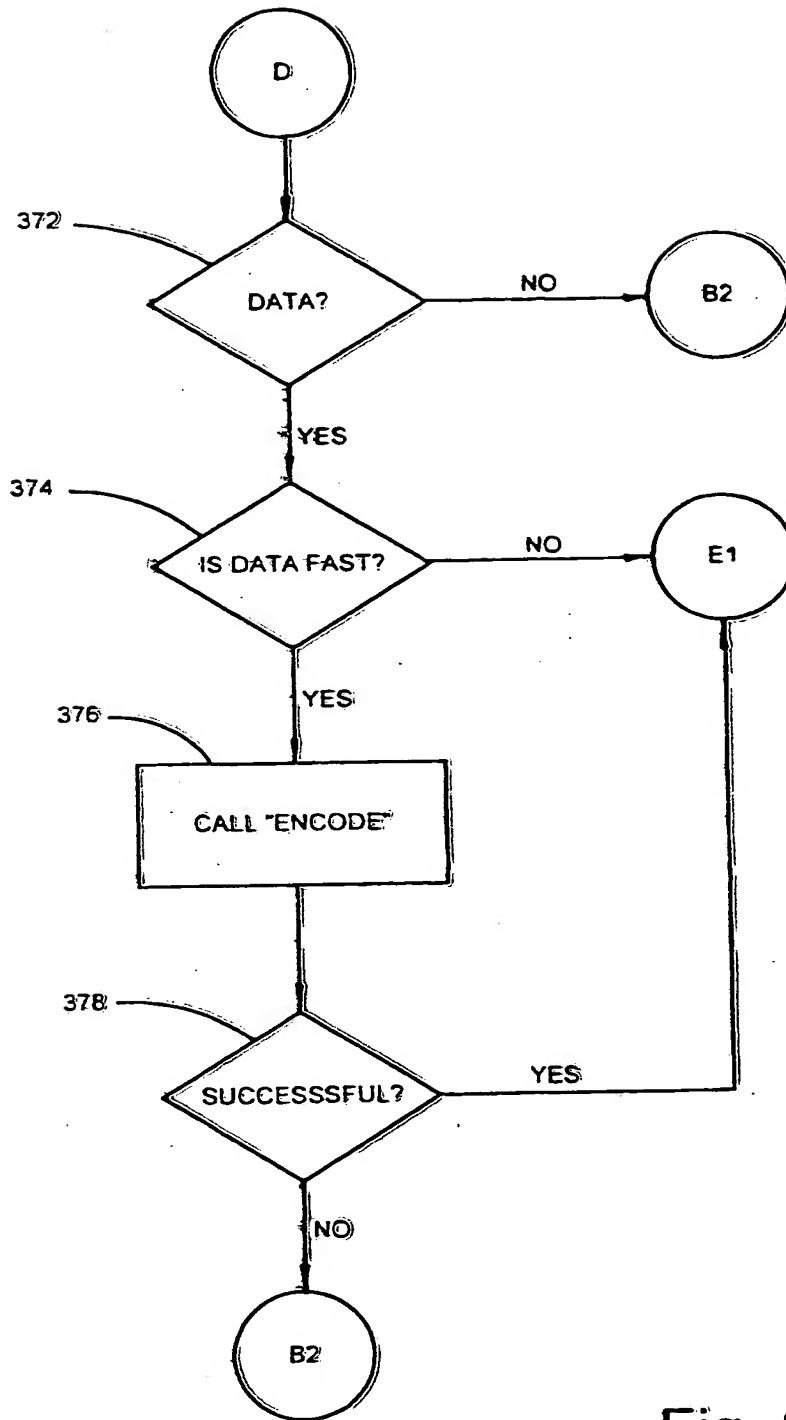 D
372
DATA?
NO
B2
YES
374
IS DATA FAST?
NO
E1
YES
376
CALL "ENCODE"
378
SUCCESSSFUL?
YES
NO
B2
Fig.